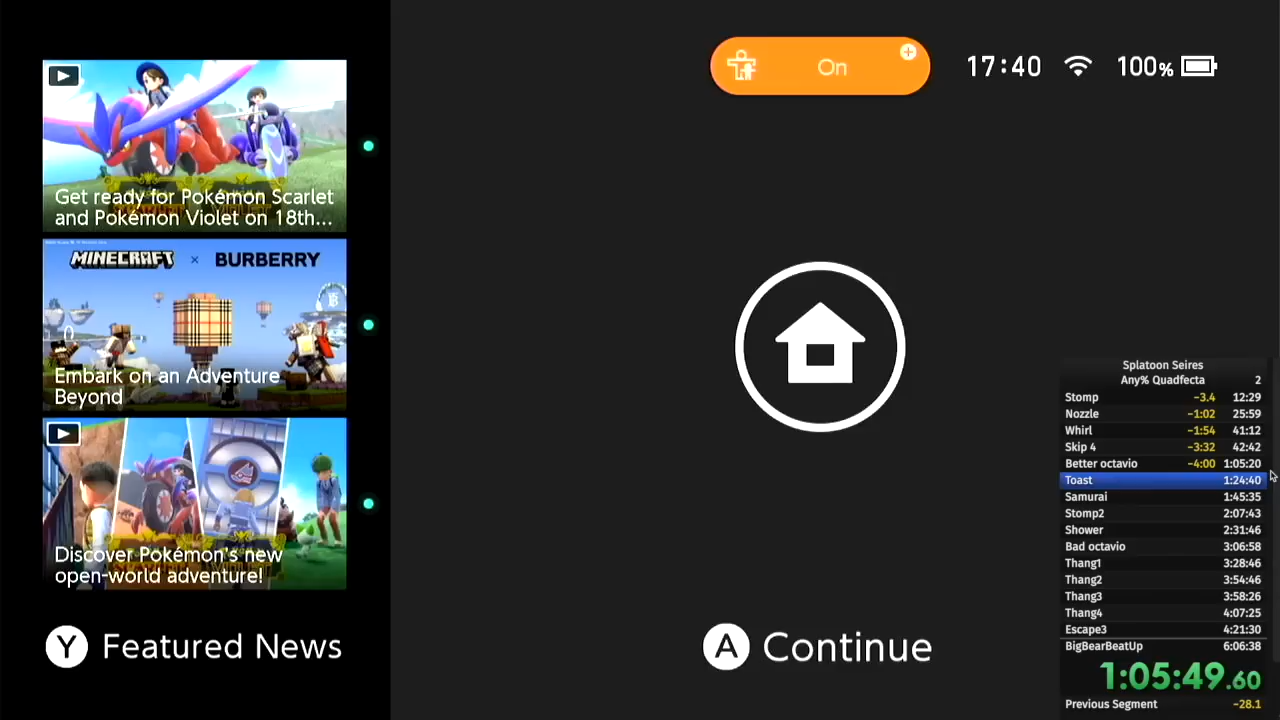 On
17:40
100%
Get ready for Pokémon Scarlet
and Pokémon Violet on 18th...
MINECRAFT × BURBERRY
Embark on an Adventure
Beyond
Discover Pokémon's new
open-world adventure!
Y Featured News
A Continue
Splatoon Seires
Any% Quadfecta 2
Stomp −3.4 12:29
Nozzle −1:02 25:59
Whirl −1:54 41:12
Skip 4 −3:32 42:42
Better octavio −4:00 1:05:20
Toast 1:24:40
Samurai 1:45:35
Stomp2 2:07:43
Shower 2:31:46
Bad octavio 3:06:58
Thang1 3:28:46
Thang2 3:54:46
Thang3 3:58:26
Thang4 4:07:25
Escape3 4:21:30
BigBearBeatUp 6:06:38
1:05:49.60
Previous Segment −28.1